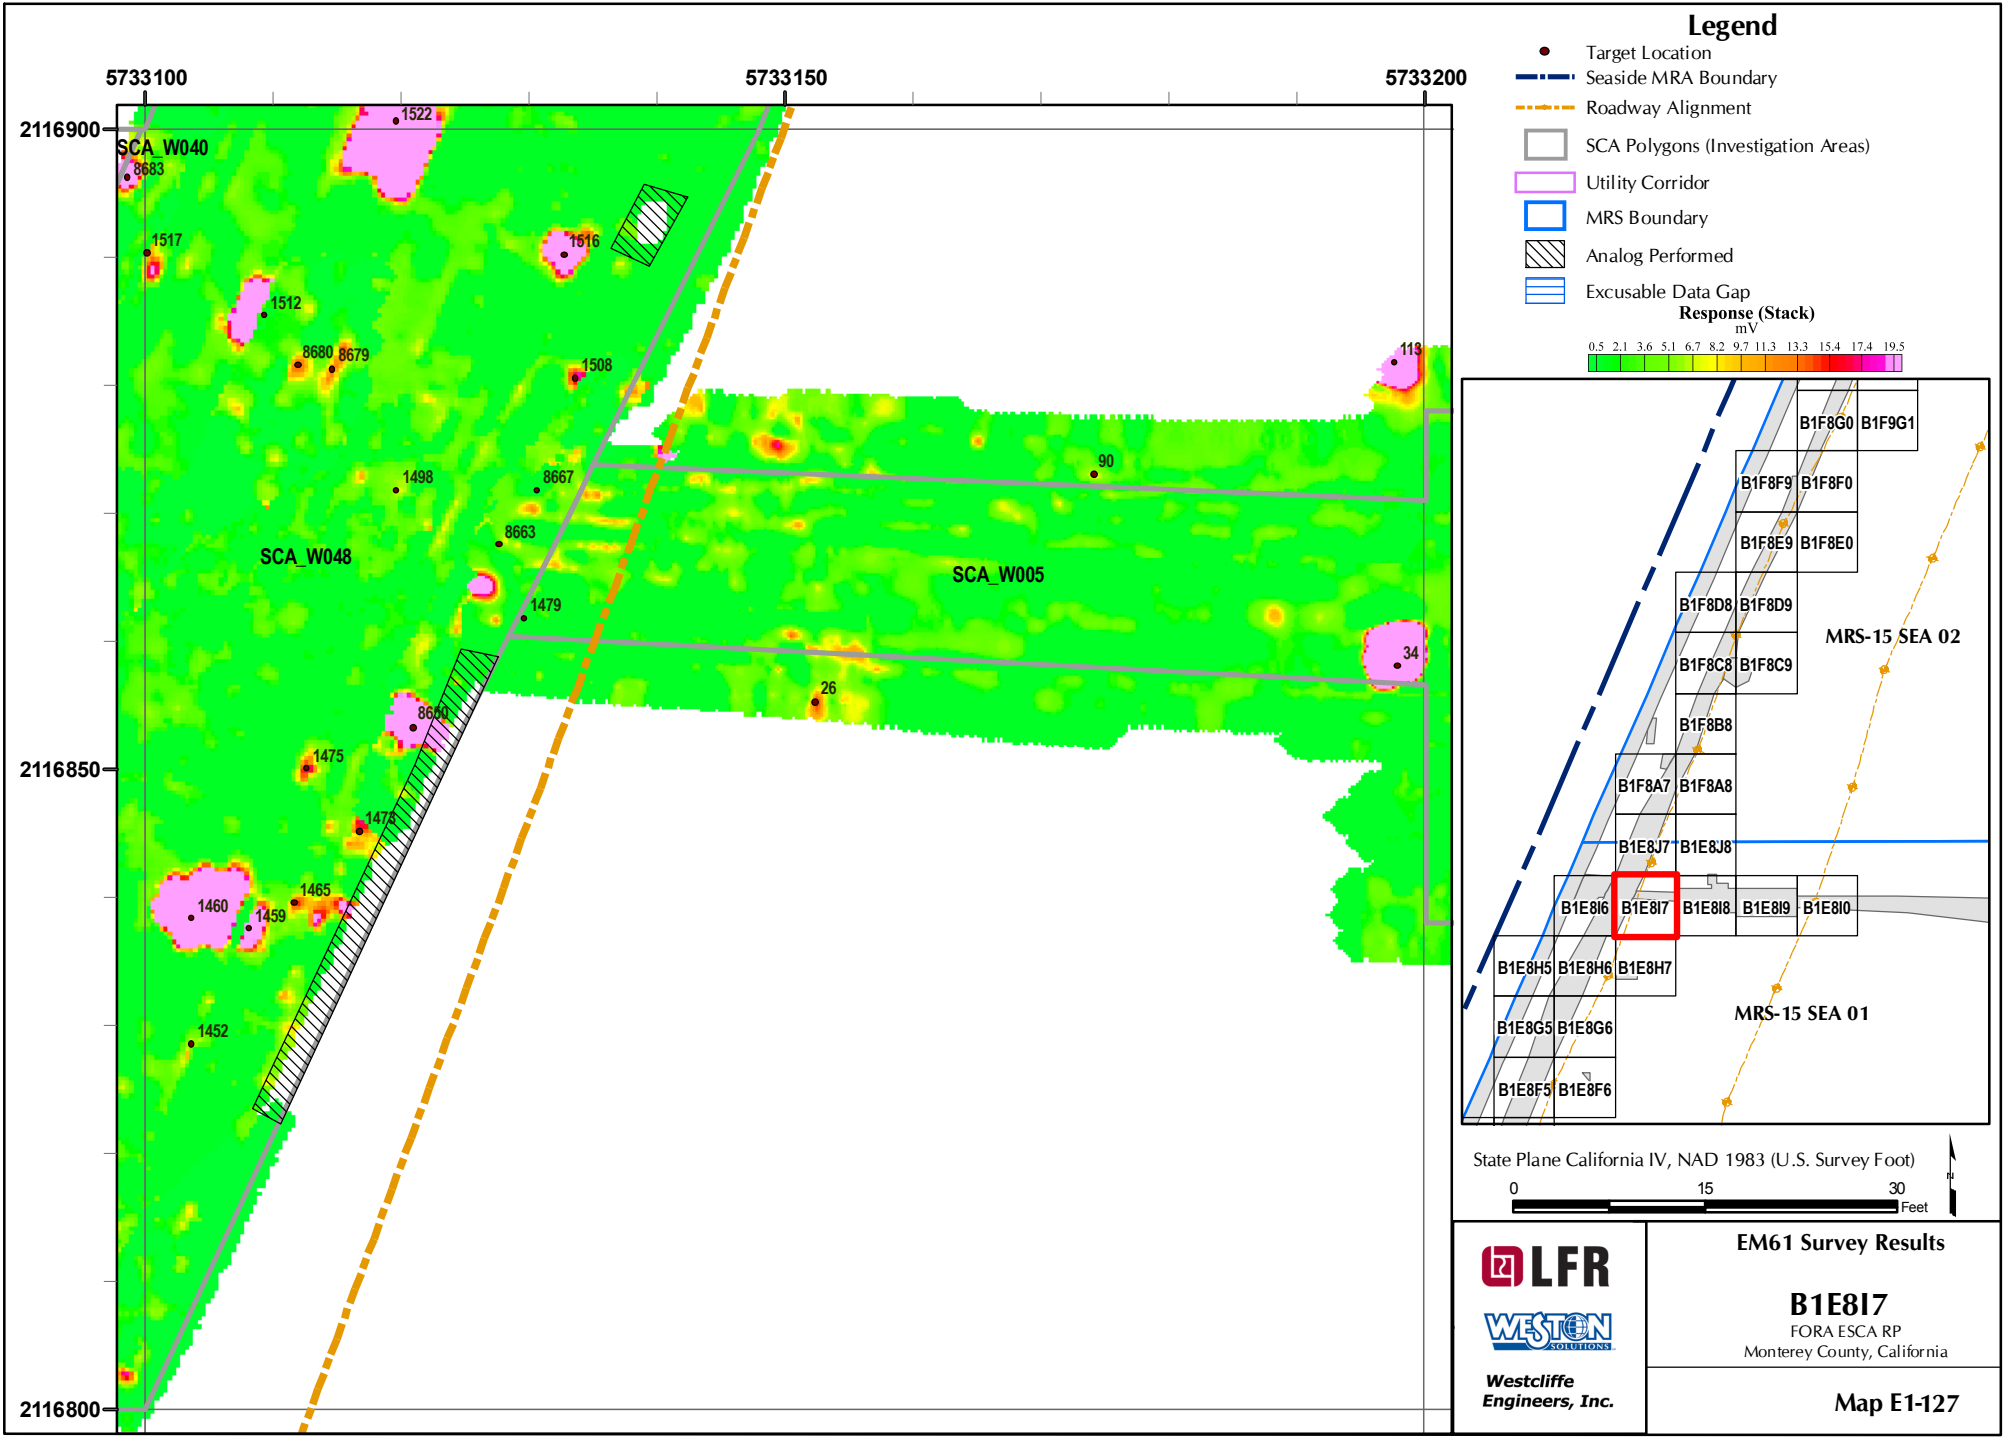 5733100
5733150
5733200
2116900
2116850
2116800
SCA_W040
8683
1522
1517
1516
1512
8680
8679
1508
113
1498
8667
90
8663
SCA_W048
SCA_W005
1479
34
26
8650
1475
1473
1465
1460
1459
1452
Legend
Target Location
Seaside MRA Boundary
Roadway Alignment
SCA Polygons (Investigation Areas)
Utility Corridor
MRS Boundary
Analog Performed
Excusable Data Gap
Response (Stack)
mV
0.5 2.1 3.6 5.1 6.7 8.2 9.7 11.3 13.3 15.4 17.4 19.5
B1F8G0 B1F9G1
B1F8F9 B1F8F0
B1F8E9 B1F8E0
B1F8D8 B1F8D9
MRS-15 SEA 02
B1F8C8 B1F8C9
B1F8B8
B1F8A7 B1F8A8
B1E8J7 B1E8J8
B1E8I6 B1E8I7 B1E8I8 B1E8I9 B1E8I0
B1E8H5 B1E8H6 B1E8H7
MRS-15 SEA 01
B1E8G5 B1E8G6
B1E8F5 B1E8F6
State Plane California IV, NAD 1983 (U.S. Survey Foot)
0 15 30
Feet
N
LFR
WESTON
SOLUTIONS
Westcliffe
Engineers, Inc.
EM61 Survey Results
B1E8I7
FORA ESCA RP
Monterey County, California
Map E1-127